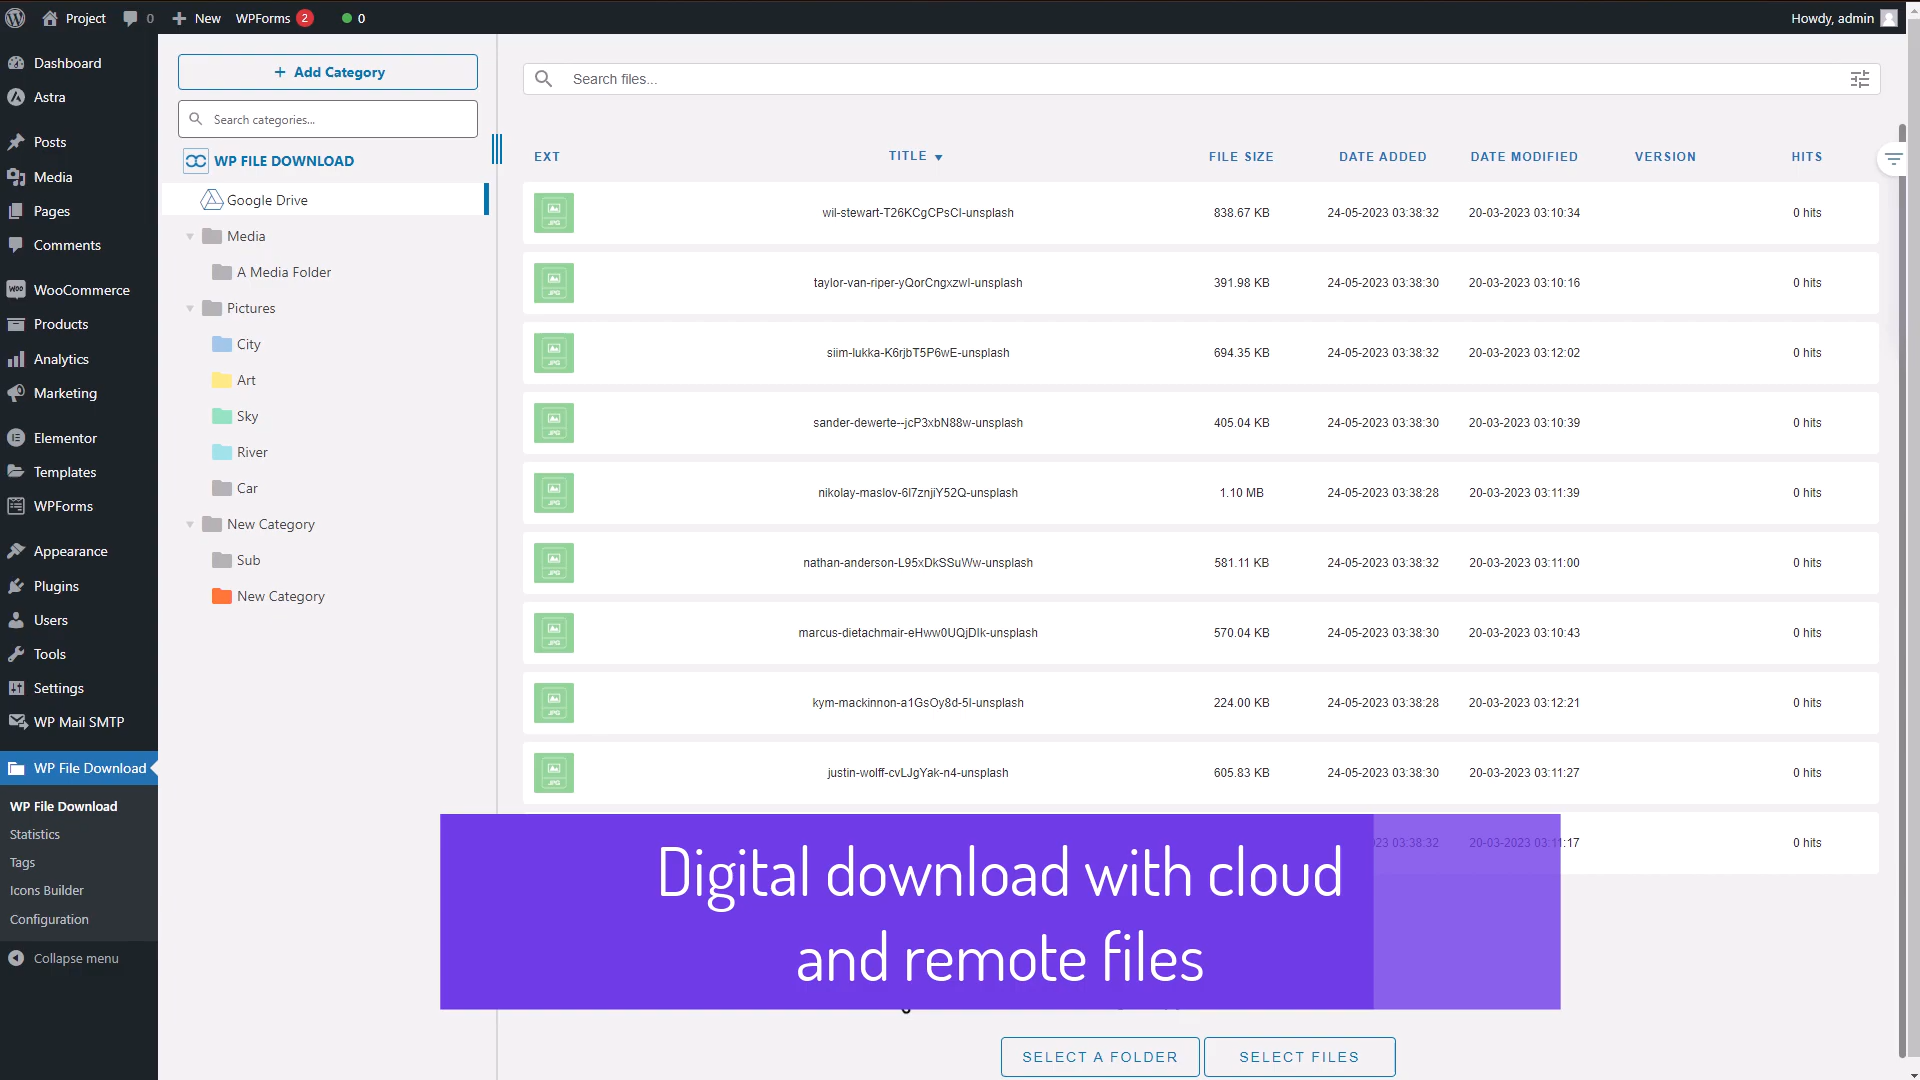 Project
0
New
WPForms 2
0
Howdy, admin
Dashboard
Astra
Posts
Media
Pages
Comments
WooCommerce
Products
Analytics
Marketing
Elementor
Templates
WPForms
Appearance
Plugins
Users
Tools
Settings
WP Mail SMTP
WP File Download
WP File Download
Statistics
Tags
Icons Builder
Configuration
Collapse menu
+ Add Category
Search categories...
WP FILE DOWNLOAD
Google Drive
Media
A Media Folder
Pictures
City
Art
Sky
River
Car
New Category
Sub
New Category
Search files...
EXT TITLE FILE SIZE DATE ADDED DATE MODIFIED VERSION HITS
JPG wil-stewart-T26KCgCPsCI-unsplash 838.67 KB 24-05-2023 03:38:32 20-03-2023 03:10:34 0 hits
JPG taylor-van-riper-yQorCngxzwI-unsplash 391.98 KB 24-05-2023 03:38:30 20-03-2023 03:10:16 0 hits
JPG siim-lukka-K6rjbT5P6wE-unsplash 694.35 KB 24-05-2023 03:38:32 20-03-2023 03:12:02 0 hits
JPG sander-dewerte--jcP3xbN88w-unsplash 405.04 KB 24-05-2023 03:38:30 20-03-2023 03:10:39 0 hits
JPG nikolay-maslov-6I7znjiY52Q-unsplash 1.10 MB 24-05-2023 03:38:28 20-03-2023 03:11:39 0 hits
JPG nathan-anderson-L95xDkSSuWw-unsplash 581.11 KB 24-05-2023 03:38:32 20-03-2023 03:11:00 0 hits
JPG marcus-dietachmair-eHww0UQjDIk-unsplash 570.04 KB 24-05-2023 03:38:30 20-03-2023 03:10:43 0 hits
JPG kym-mackinnon-a1GsOy8d-5I-unsplash 224.00 KB 24-05-2023 03:38:28 20-03-2023 03:12:21 0 hits
JPG justin-wolff-cvLJgYak-n4-unsplash 605.83 KB 24-05-2023 03:38:30 20-03-2023 03:11:27 0 hits
03:38:32 20-03-2023 03:11:17 0 hits
Digital download with cloud
and remote files
SELECT A FOLDER SELECT FILES